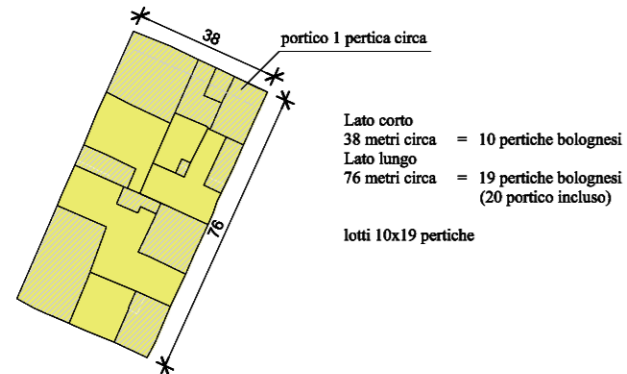 38
portico 1 pertica circa
Lato corto
38 metri circa = 10 pertiche bolognesi
Lato lungo
76 metri circa = 19 pertiche bolognesi
(20 portico incluso)
76
lotti 10x19 pertiche